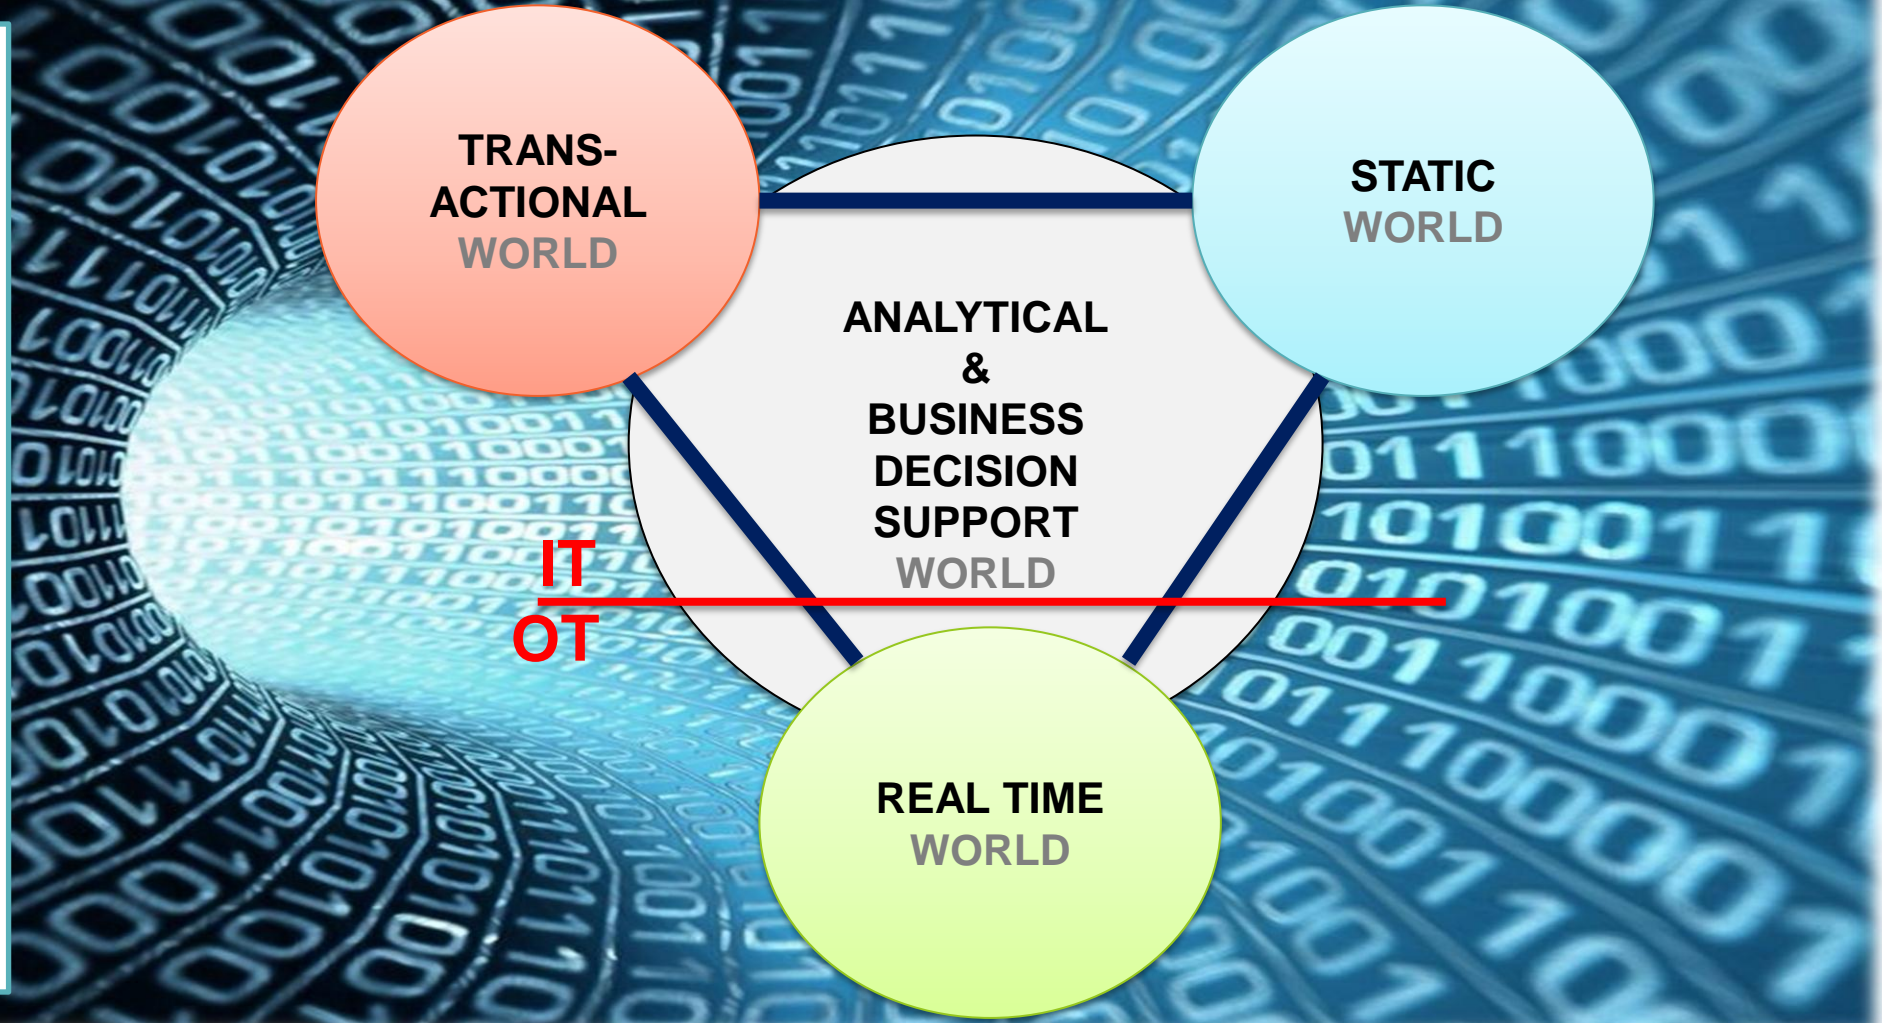 TRANS-
ACTIONAL
WORLD
STATIC
WORLD
ANALYTICAL
&
BUSINESS
DECISION
SUPPORT
WORLD
IT
OT
REAL TIME
WORLD